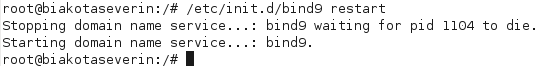 root@biakotaseverin:/# /etc/init.d/bind9 restart
Stopping domain name service...: bind9 waiting for pid 1104 to die.
Starting domain name service...: bind9.
root@biakotaseverin:/#